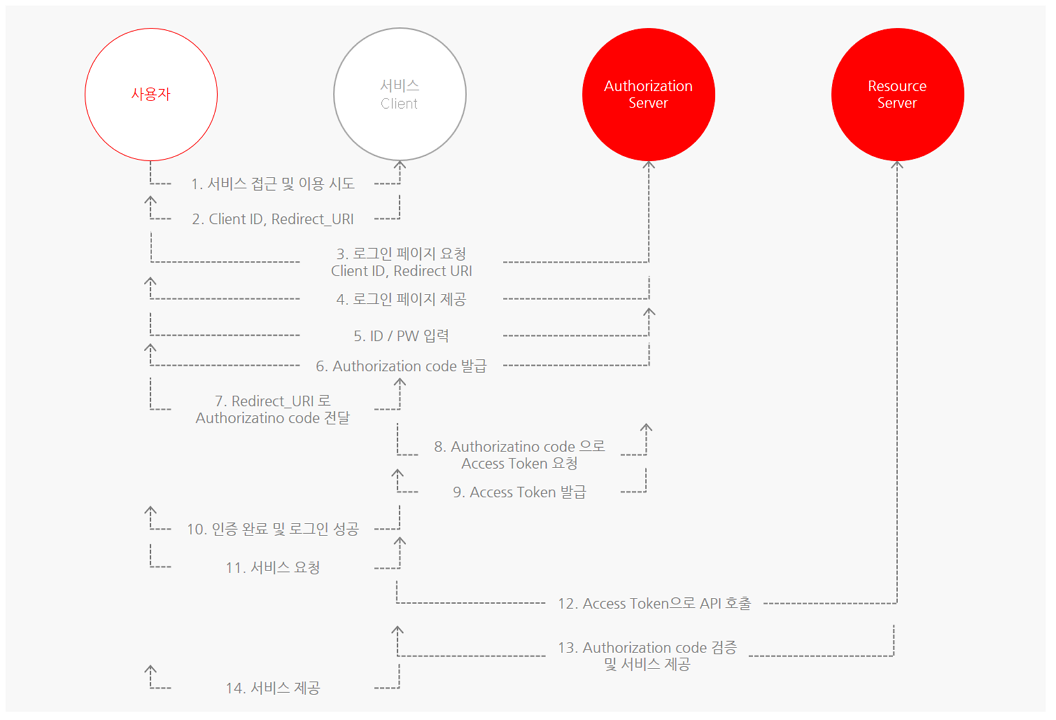 사용자
서비스
Client
Authorization
Server
Resource
Server
1. 서비스 접근 및 이용 시도
2. Client ID, Redirect_URI
3. 로그인 페이지 요청
Client ID, Redirect URI
4. 로그인 페이지 제공
5. ID / PW 입력
6. Authorization code 발급
7. Redirect_URI 로
Authorizatino code 전달
8. Authorizatino code 으로
Access Token 요청
9. Access Token 발급
10. 인증 완료 및 로그인 성공
11. 서비스 요청
12. Access Token으로 API 호출
13. Authorization code 검증
및 서비스 제공
14. 서비스 제공